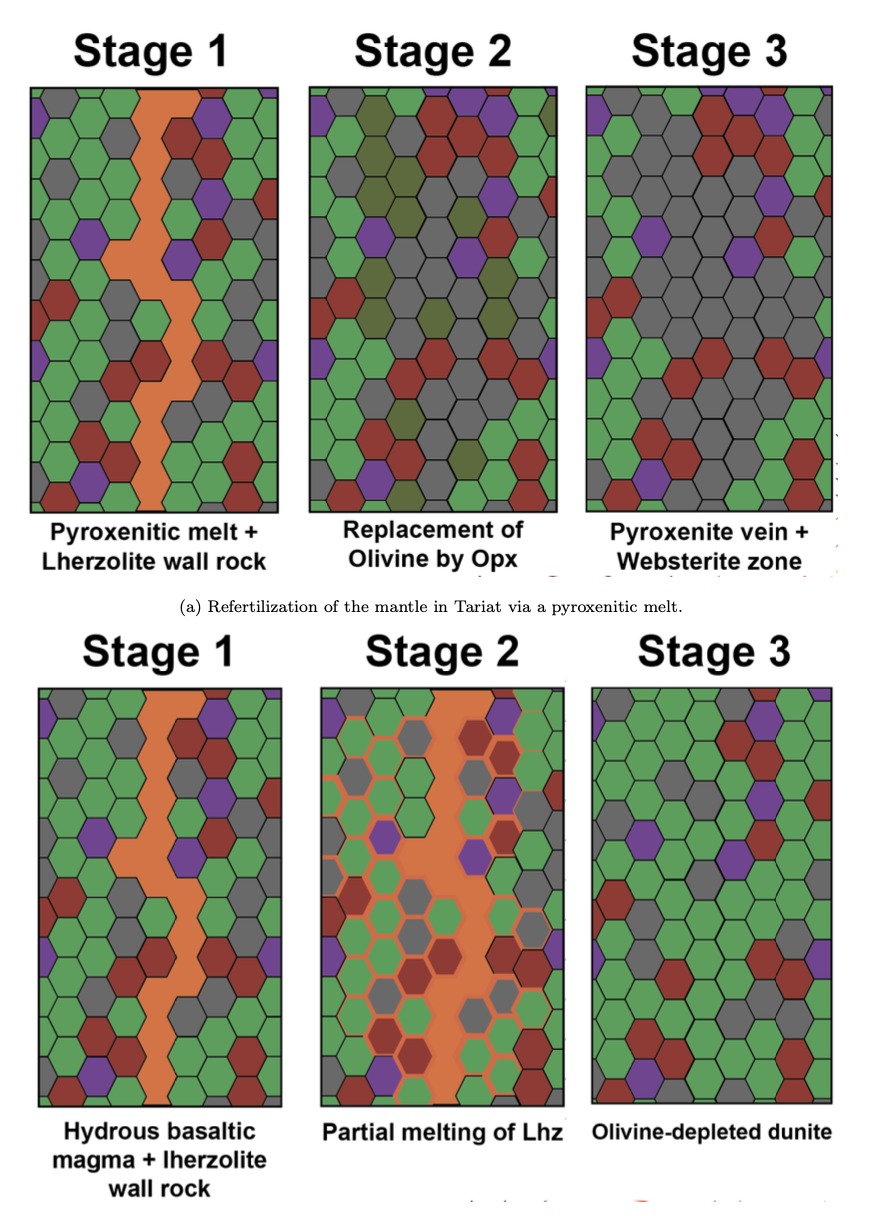 Stage 1
Stage 2
Stage 3
Pyroxenitic melt +
Lherzolite wall rock
Replacement of
Olivine by Opx
Pyroxenite vein +
Websterite zone
(a) Refertilization of the mantle in Tariat via a pyroxenitic melt.
Stage 1
Stage 2
Stage 3
Hydrous basaltic
magma + lherzolite
wall rock
Partial melting of Lhz
Olivine-depleted dunite